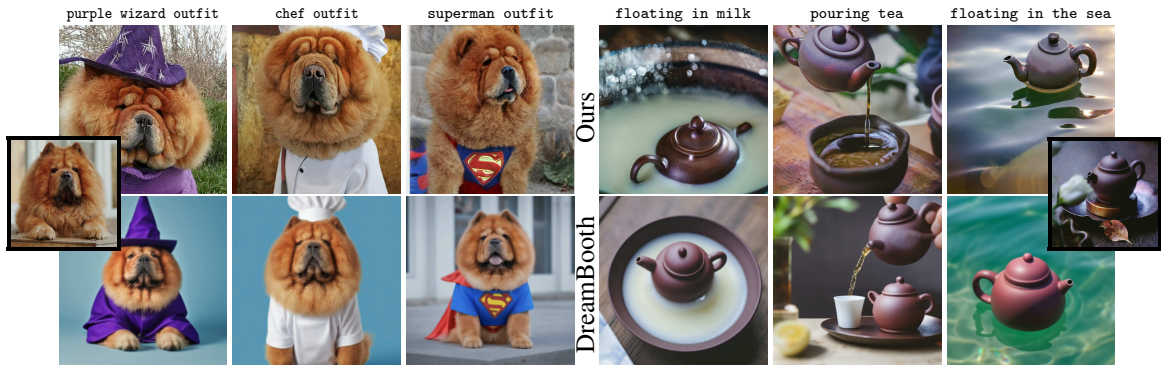 purple wizard outfit
chef outfit
superman outfit
floating in milk
pouring tea
floating in the sea
Ours
DreamBooth